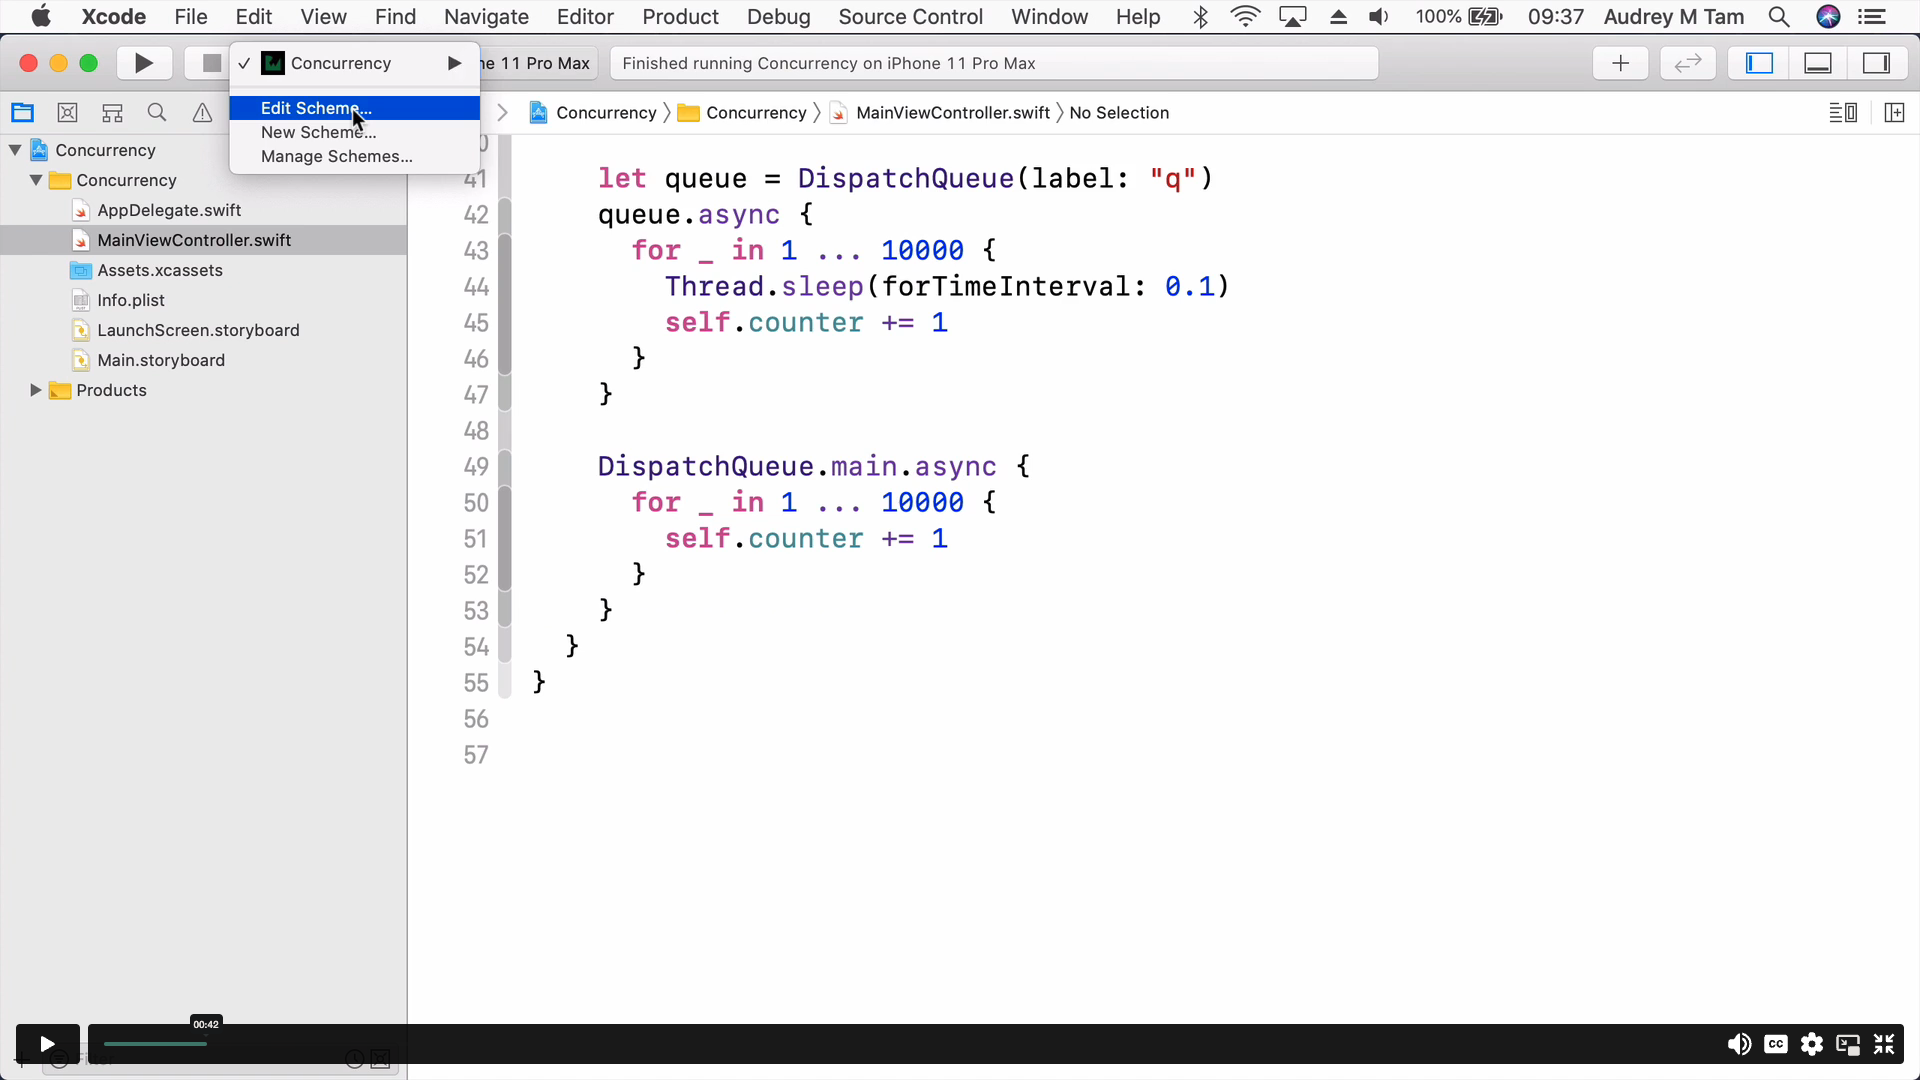 Xcode File Edit View Find Navigate Editor Product Debug Source Control Window Help 100% 09:37 Audrey M Tam
✓ Concurrency ▶
ne 11 Pro Max
Finished running Concurrency on iPhone 11 Pro Max
Edit Scheme...
New Scheme...
Manage Schemes...
Concurrency 〉 Concurrency 〉 MainViewController.swift 〉 No Selection
Concurrency
Concurrency
AppDelegate.swift
MainViewController.swift
Assets.xcassets
Info.plist
LaunchScreen.storyboard
Main.storyboard
Products
0
41 let queue = DispatchQueue(label: "q")
42 queue.async {
43 for _ in 1 ... 10000 {
44 Thread.sleep(forTimeInterval: 0.1)
45 self.counter += 1
46 }
47 }
48
49 DispatchQueue.main.async {
50 for _ in 1 ... 10000 {
51 self.counter += 1
52 }
53 }
54 }
55 }
56
57
00:42
Filter
CC